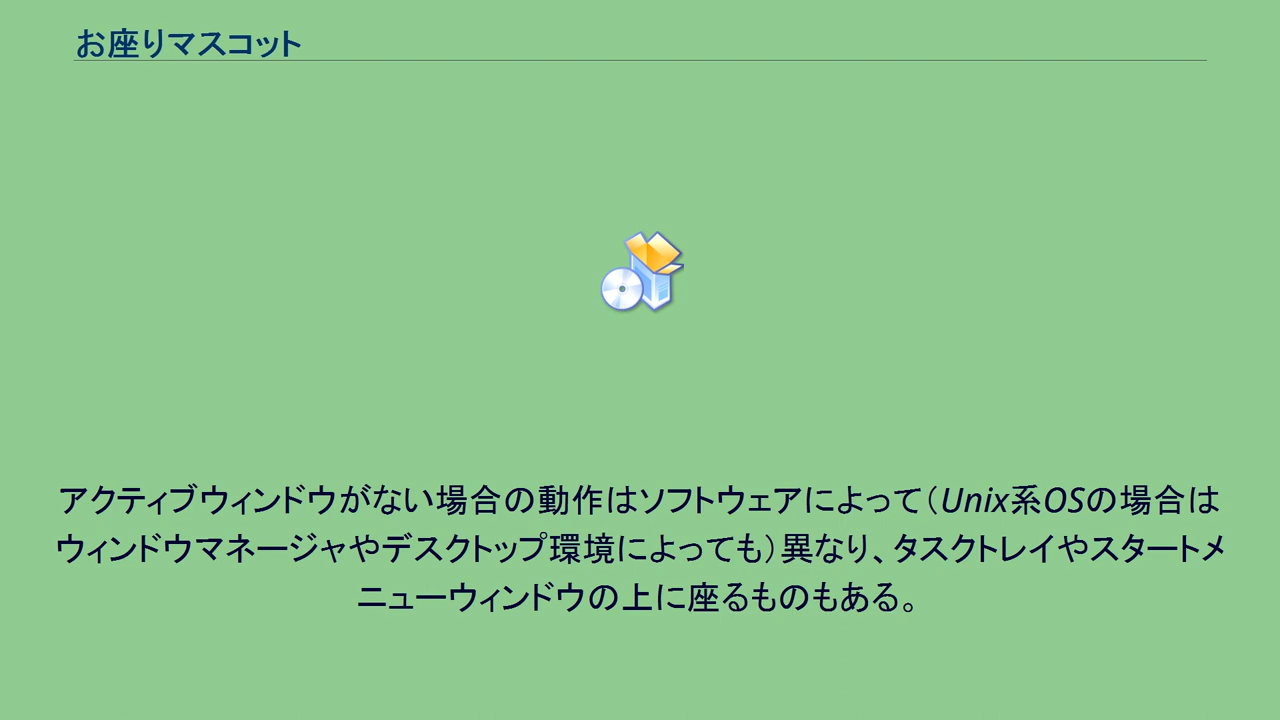 お座りマスコット
アクティブウィンドウがない場合の動作はソフトウェアによって(Unix系OSの場合は
ウィンドウマネージャやデスクトップ環境によっても)異なり、タスクトレイやスタートメ
ニューウィンドウの上に座るものもある。